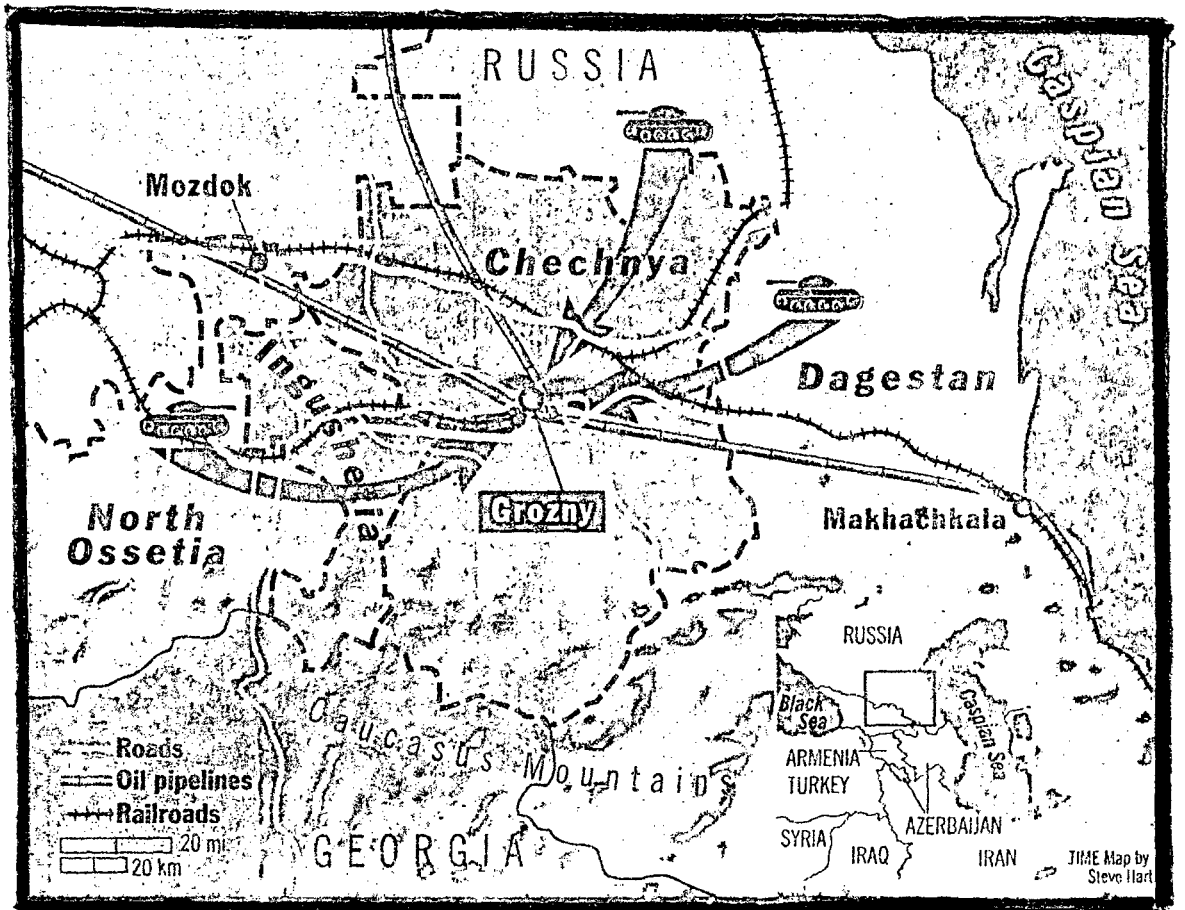 RUSSIA
Caspian Sea
Mozdok
Chechnya
Ingushetia
Dagestan
North
Ossetia
Grozny
Makhachkala
Caucasus Mountain
Roads
Oil pipelines
Railroads
20 mi
20 km
GEORGIA
RUSSIA
Black
Sea
Caspian Sea
ARMENIA
TURKEY
AZERBAIJAN
SYRIA
IRAQ
IRAN
TIME Map by
Steve Hart